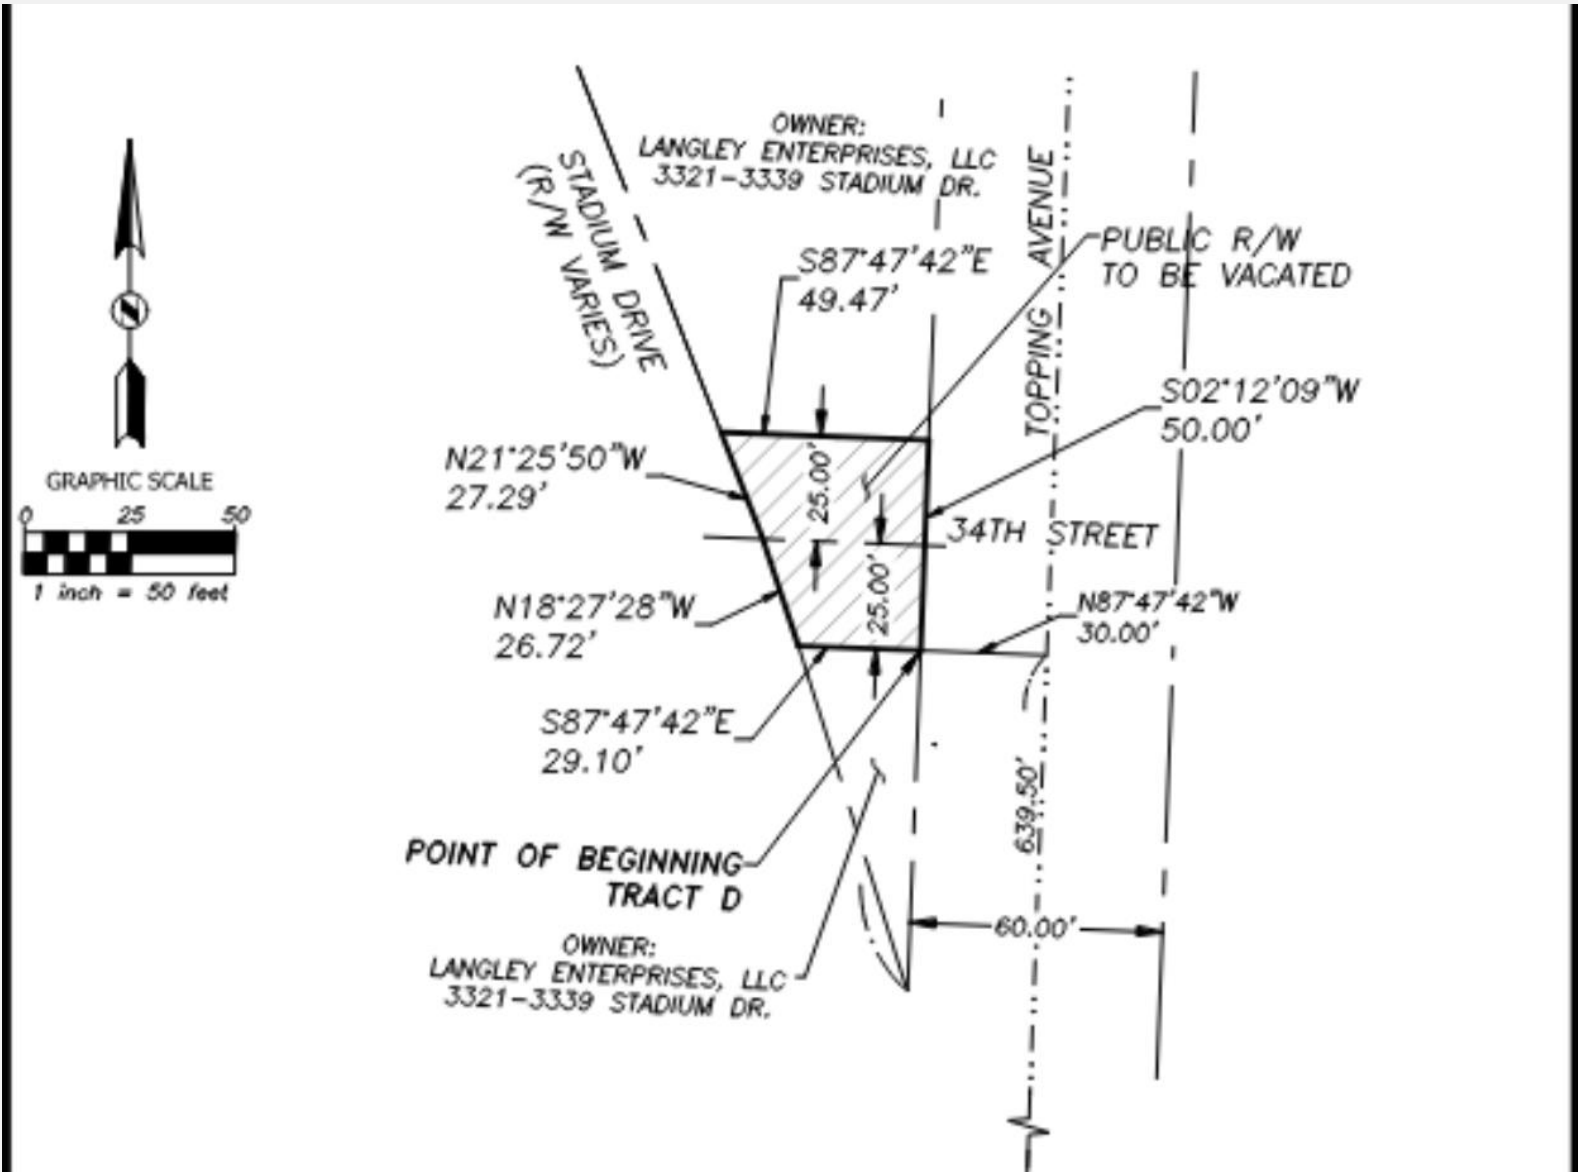 OWNER:
LANGLEY ENTERPRISES, LLC
3321-3339 STADIUM DR.
STADIUM DRIVE
(R/W VARIES)
TOPPING AVENUE
PUBLIC R/W
TO BE VACATED
S87°47'42"E
49.47'
S02°12'09"W
50.00'
N21°25'50"W
27.29'
GRAPHIC SCALE
0 25 50
1 inch = 50 feet
25.00'
34TH STREET
25.00'
N18°27'28"W
26.72'
N87°47'42"W
30.00'
S87°47'42"E
29.10'
639.50'
POINT OF BEGINNING
TRACT D
60.00'
OWNER:
LANGLEY ENTERPRISES, LLC
3321-3339 STADIUM DR.